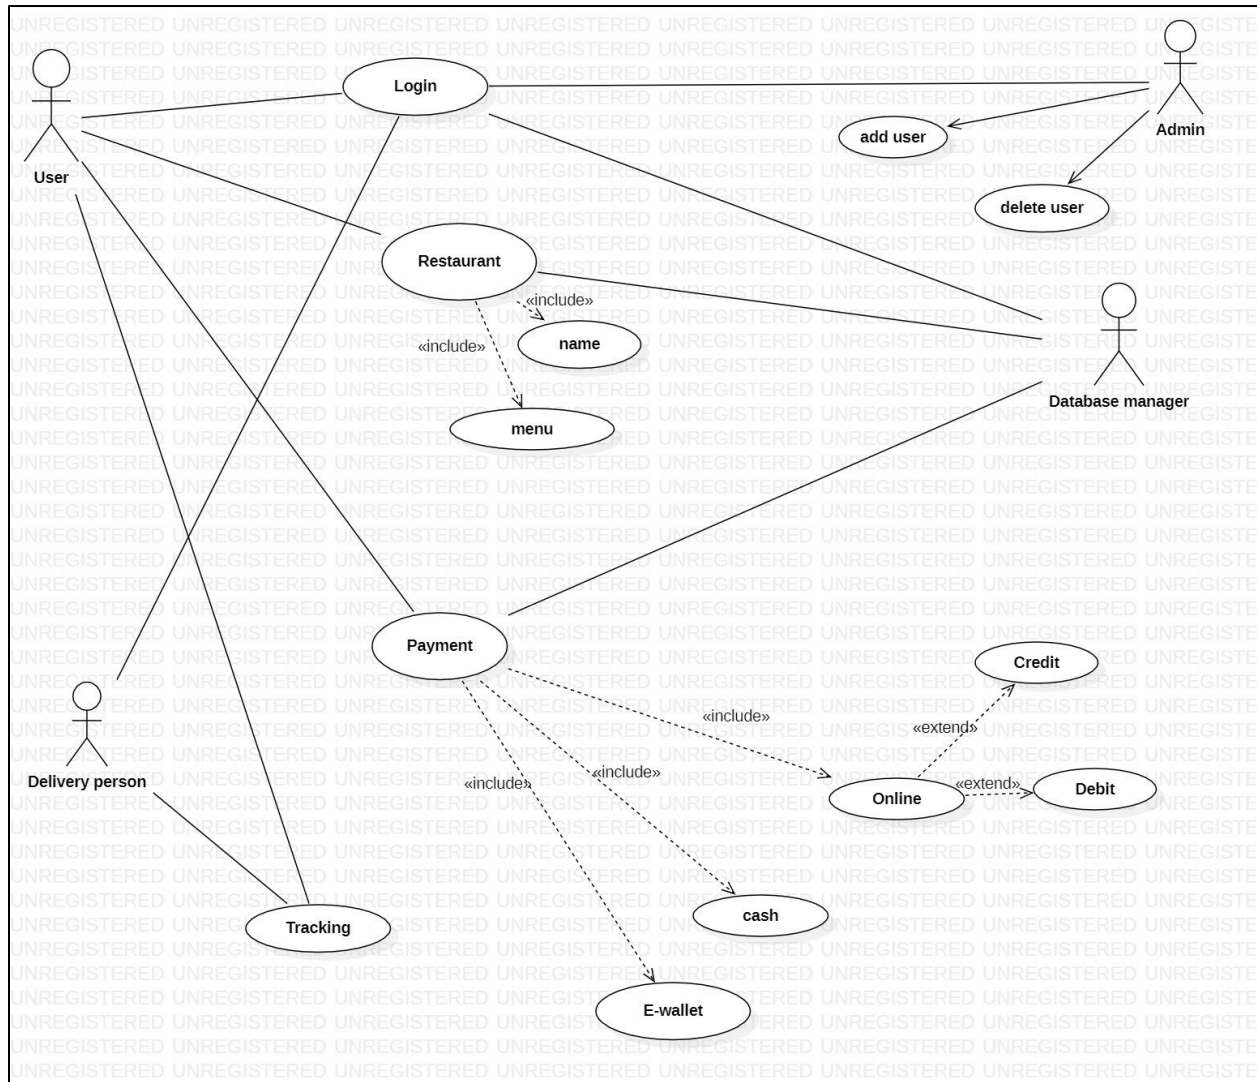 Login
Admin
add user
User
delete user
Restaurant
«include»
name
«include»
Database manager
menu
Payment
Credit
«include»
«extend»
«include»
«include»
Delivery person
«extend»
Debit
Online
cash
Tracking
E-wallet
UNREGISTERED